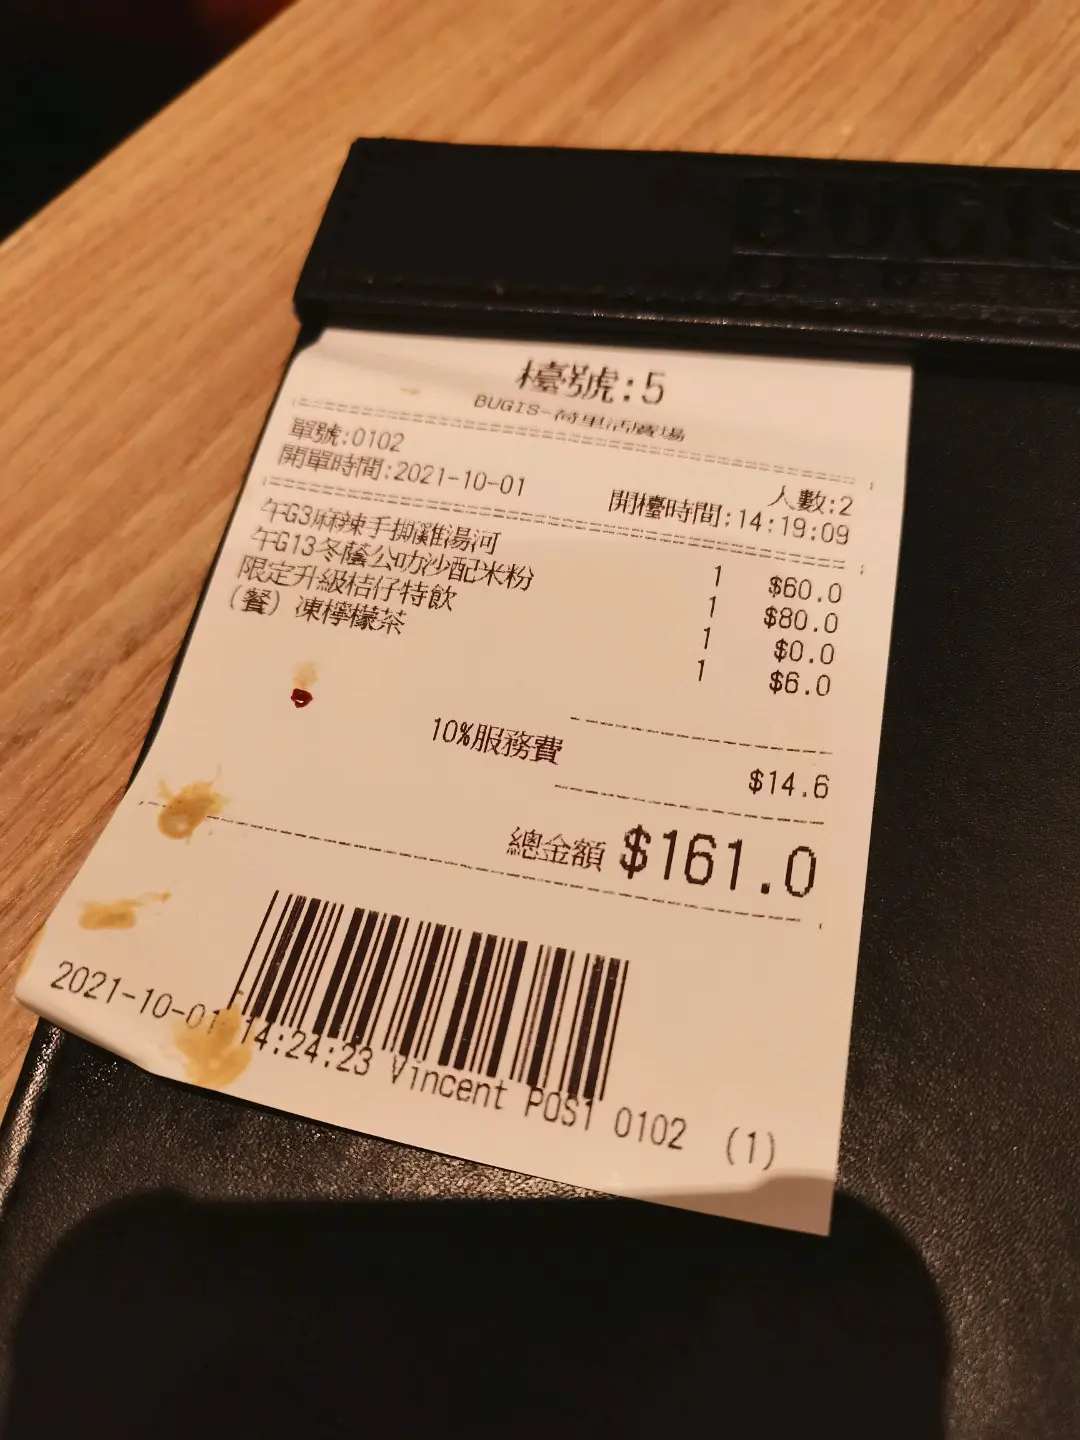 BUGIS
檯號:5
BUGIS-荷里活廣場
單號:0102
人數:2
開單時間:2021-10-01
開檯時間:14:19:09
午G3麻辣手撕雞湯河 1 $60.0
午G13冬蔭公叻沙配米粉 1 $80.0
限定升級桔仔特飲 1 $0.0
(餐) 凍檸檬茶 1 $6.0
10%服務費 $14.6
總金額 $161.0
2021-10-01 14:24:23 Vincent POS1 0102 (1)